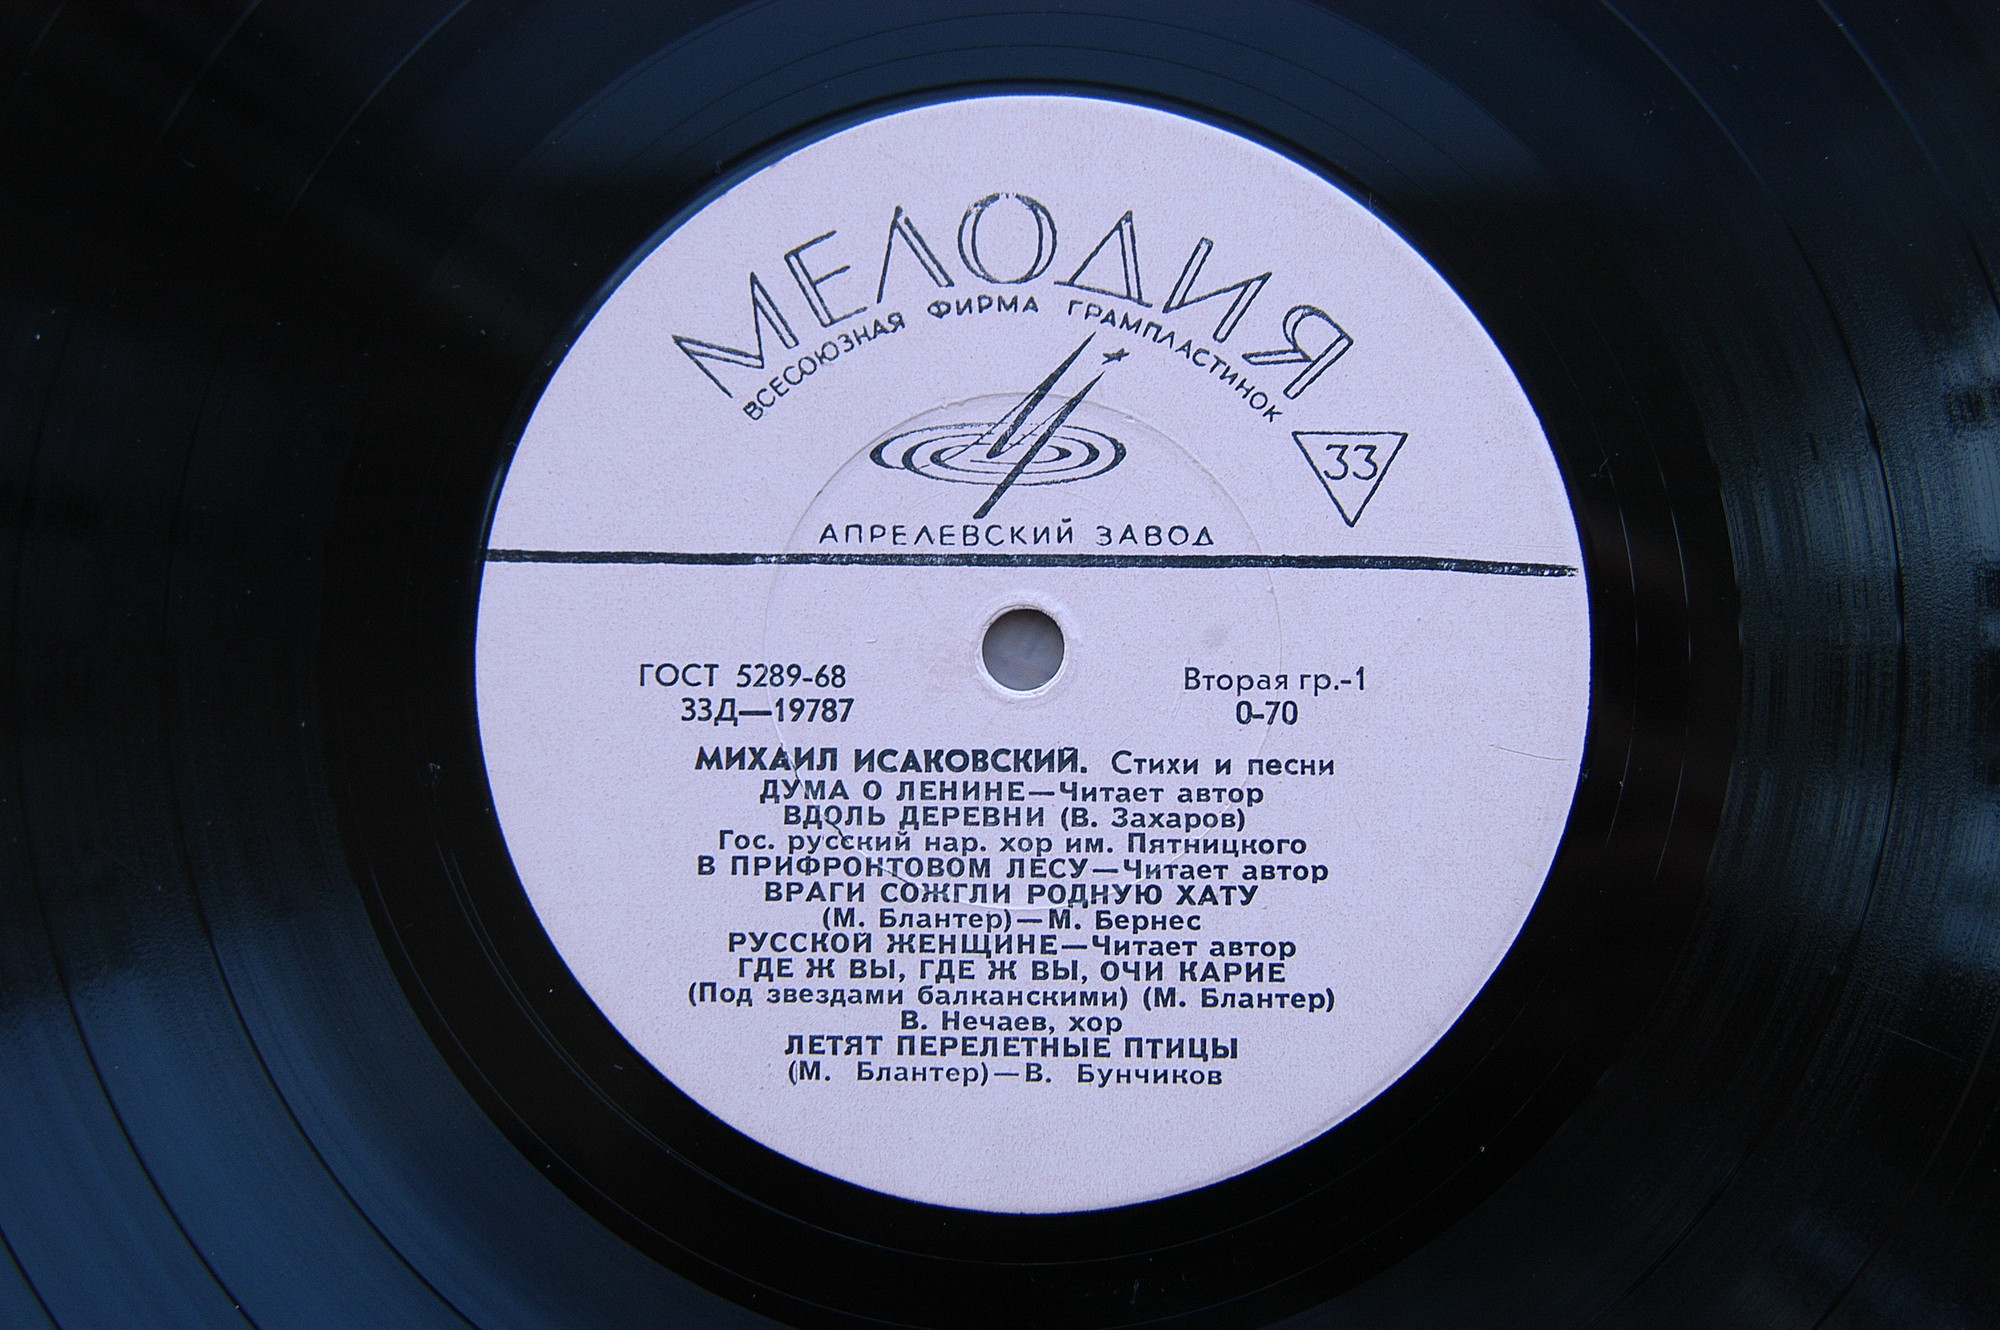 МЕЛОДИЯ
ВСЕСОЮЗНАЯ ФИРМА ГРАМПЛАСТИНОК
33
АПРЕЛЕВСКИЙ ЗАВОД
ГОСТ 5289-68
33Д—19787
Вторая гр.-1
0-70
МИХАИЛ ИСАКОВСКИЙ. Стихи и песни
ДУМА О ЛЕНИНЕ—Читает автор
ВДОЛЬ ДЕРЕВНИ (В. Захаров)
Гос. русский нар. хор им. Пятницкого
В ПРИФРОНТОВОМ ЛЕСУ—Читает автор
ВРАГИ СОЖГЛИ РОДНУЮ ХАТУ
(М. Блантер)—М. Бернес
РУССКОЙ ЖЕНЩИНЕ—Читает автор
ГДЕ Ж ВЫ, ГДЕ Ж ВЫ, ОЧИ КАРИЕ
(Под звездами балканскими) (М. Блантер)
В. Нечаев, хор
ЛЕТЯТ ПЕРЕЛЕТНЫЕ ПТИЦЫ
(М. Блантер)—В. Бунчиков